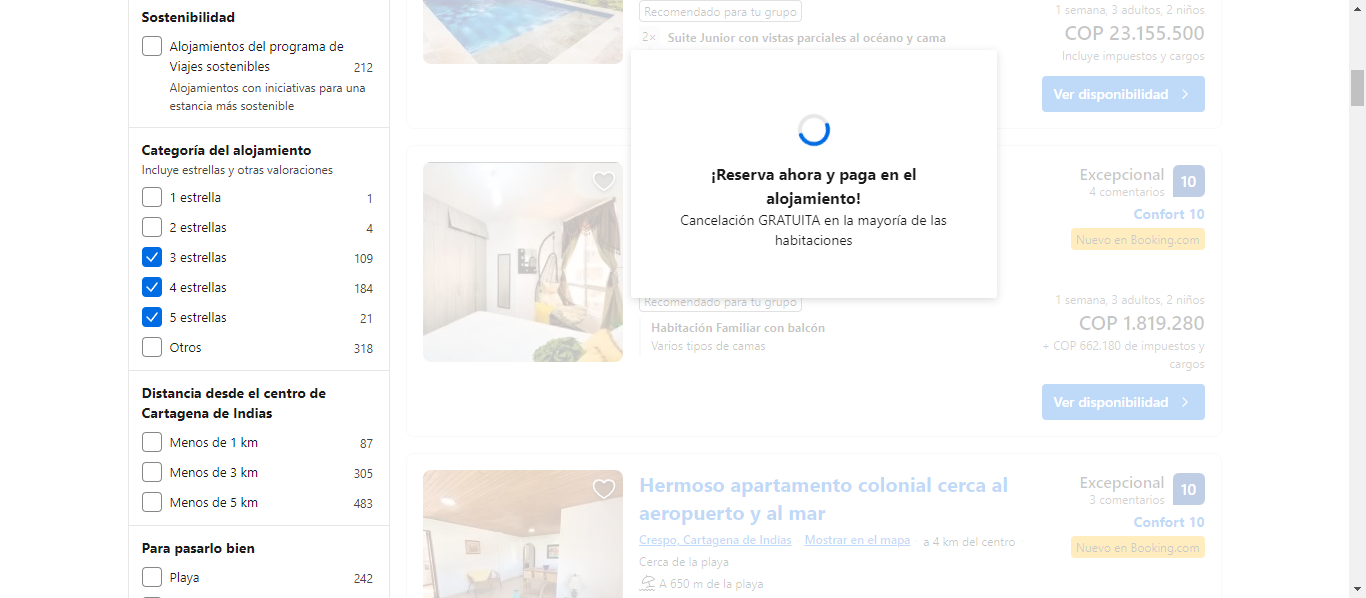 Sostenibilidad
Alojamientos del programa de
Viajes sostenibles 212
Alojamientos con iniciativas para una
estancia más sostenible
Categoría del alojamiento
Incluye estrellas y otras valoraciones
1 estrella 1
2 estrellas 4
3 estrellas 109
4 estrellas 184
5 estrellas 21
Otros 318
Distancia desde el centro de
Cartagena de Indias
Menos de 1 km 87
Menos de 3 km 305
Menos de 5 km 483
Para pasarlo bien
Playa 242
Recomendado para tu grupo
2× Suite Junior con vistas parciales al océano y cama
1 semana, 3 adultos, 2 niños
COP 23.155.500
Incluye impuestos y cargos
Ver disponibilidad
¡Reserva ahora y paga en el
alojamiento!
Cancelación GRATUITA en la mayoría de las
habitaciones
Excepcional 10
4 comentarios
Confort 10
Nuevo en Booking.com
Recomendado para tu grupo
Habitación Familiar con balcón
Varios tipos de camas
1 semana, 3 adultos, 2 niños
COP 1.819.280
+ COP 662.180 de impuestos y
cargos
Ver disponibilidad
Hermoso apartamento colonial cerca al
aeropuerto y al mar
Crespo, Cartagena de Indias Mostrar en el mapa a 4 km del centro
Cerca de la playa
A 650 m de la playa
Excepcional 10
3 comentarios
Confort 10
Nuevo en Booking.com